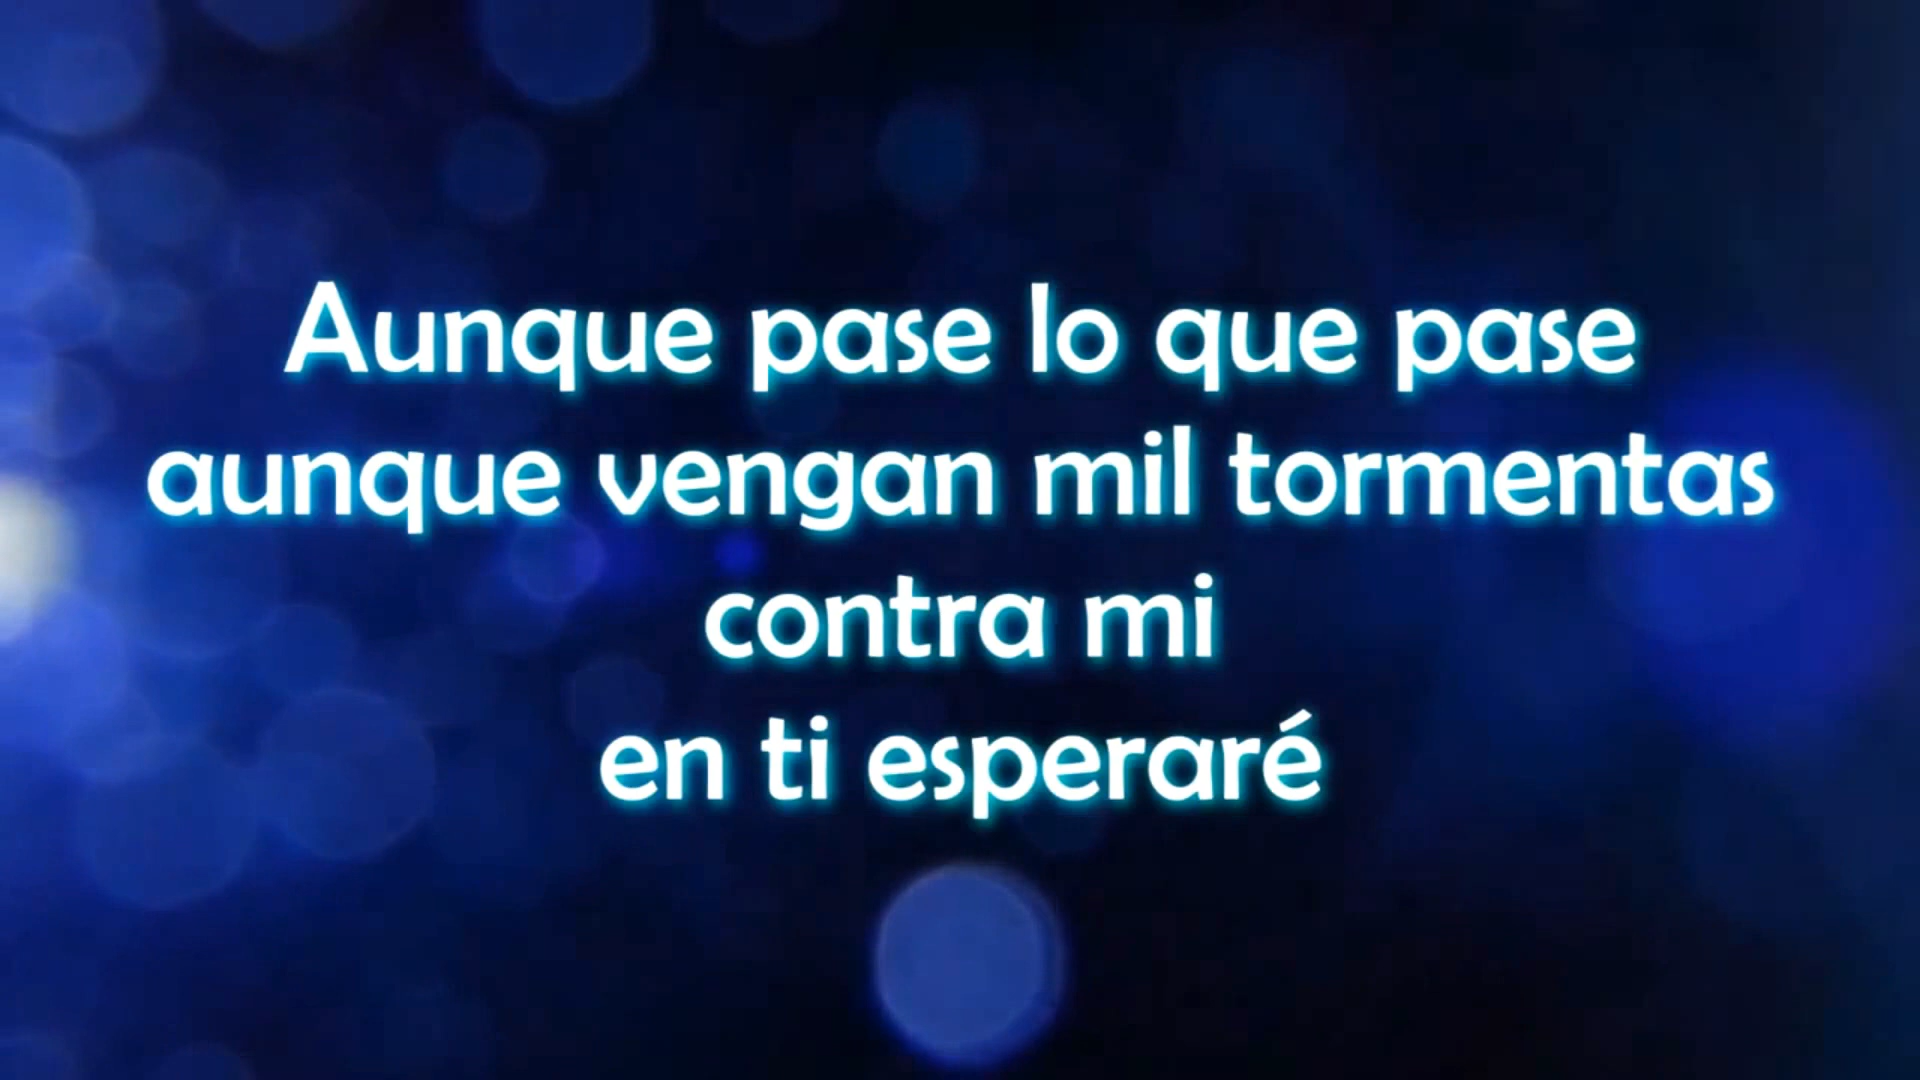 Aunque pase lo que pase
aunque vengan mil tormentas
contra mi
en ti esperaré